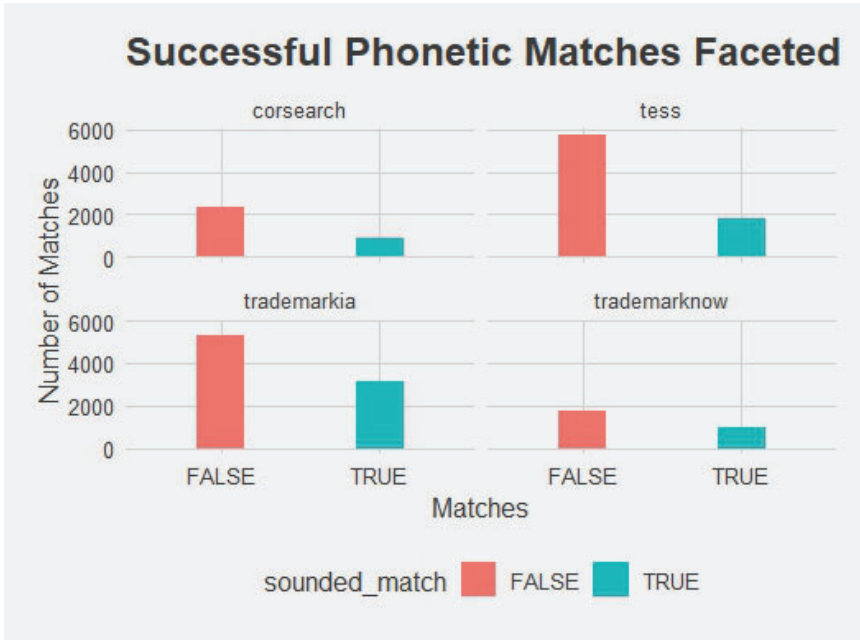 Successful Phonetic Matches Faceted
corsearch
tess
6000
4000
2000
0
trademarkia
trademarknow
6000
4000
2000
0
Number of Matches
FALSE
TRUE
FALSE
TRUE
Matches
sounded_match
FALSE
TRUE